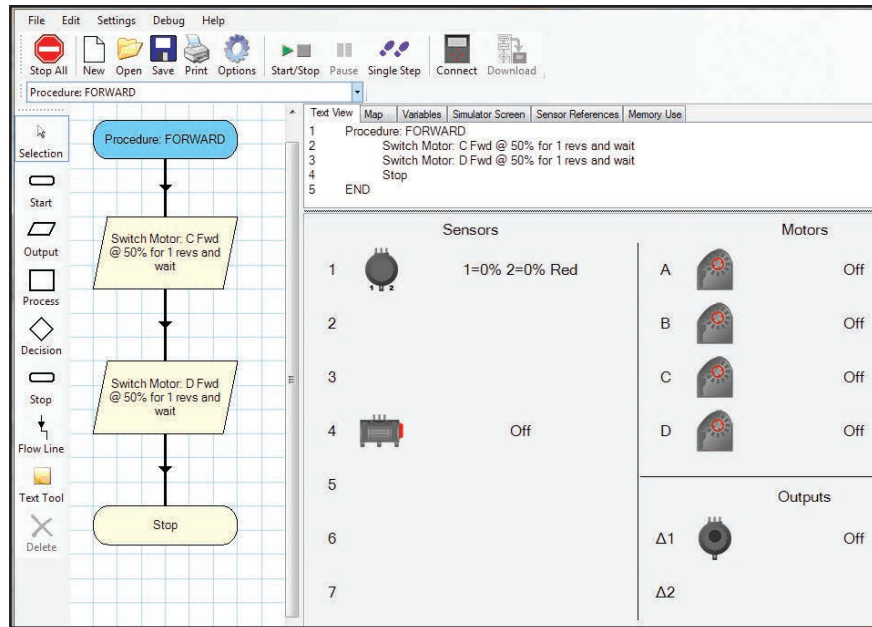 File Edit Settings Debug Help
Stop All New Open Save Print Options Start/Stop Pause Single Step Connect Download
Procedure: FORWARD
Selection
Start
Output
Process
Decision
Stop
Flow Line
Text Tool
Delete
Procedure: FORWARD
Switch Motor: C Fwd
@ 50% for 1 revs and
wait
Switch Motor: D Fwd
@ 50% for 1 revs and
wait
Stop
Text View Map Variables Simulator Screen Sensor References Memory Use
1 Procedure: FORWARD
2 Switch Motor: C Fwd @ 50% for 1 revs and wait
3 Switch Motor: D Fwd @ 50% for 1 revs and wait
4 Stop
5 END
Sensors
1 1 2 1=0% 2=0% Red
2
3
4 Off
5
6
7
Motors
A Off
B Off
C Off
D Off
Outputs
Δ1 Off
Δ2